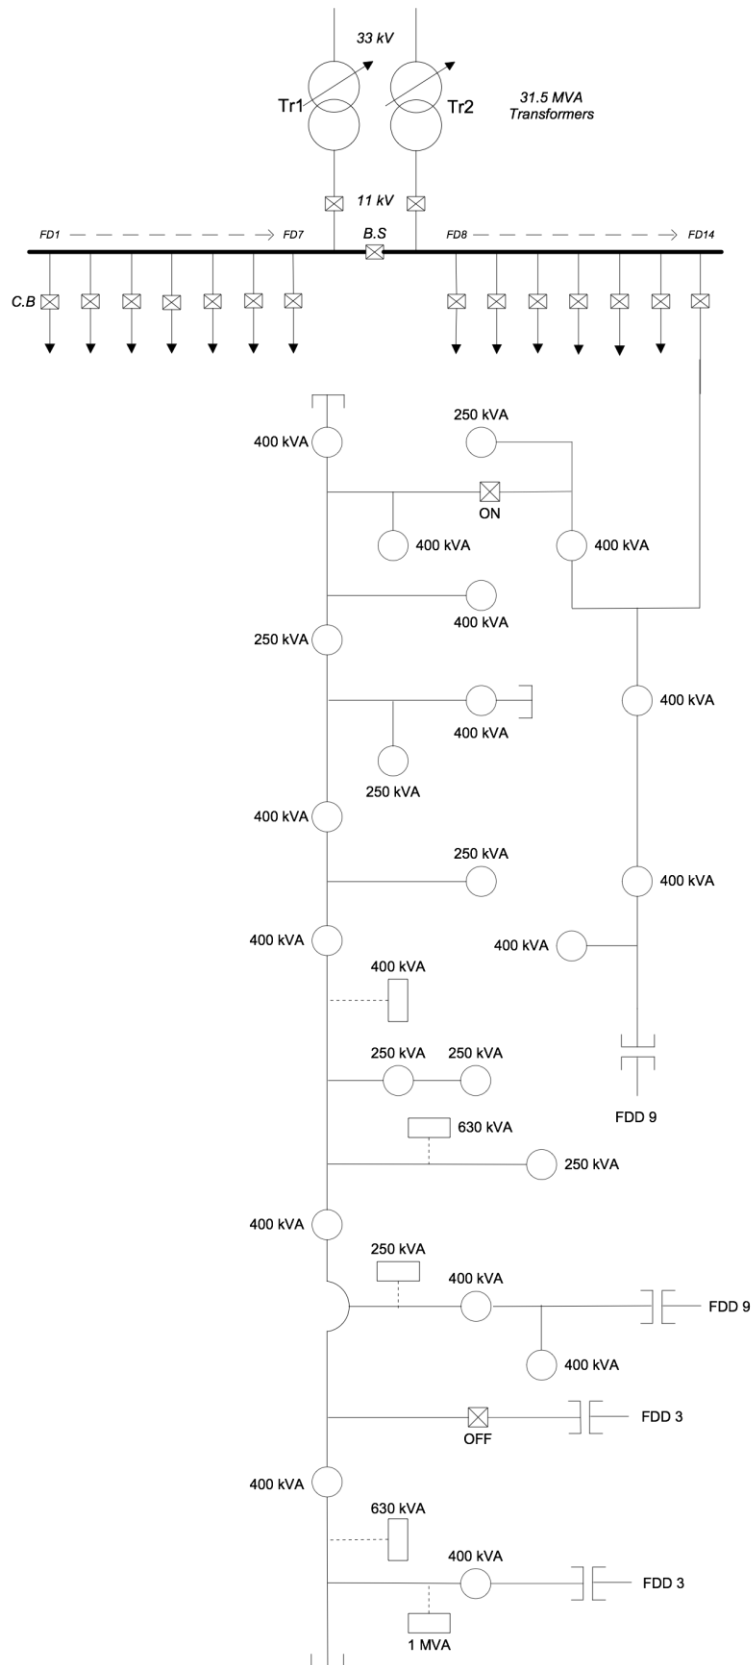 33 kV
Tr1
Tr2
31.5 MVA
Transformers
11 kV
FD1
FD7
B.S
FD8
FD14
C.B
400 kVA
250 kVA
ON
400 kVA
400 kVA
400 kVA
250 kVA
400 kVA
400 kVA
250 kVA
400 kVA
250 kVA
400 kVA
400 kVA
400 kVA
400 kVA
250 kVA
250 kVA
FDD 9
630 kVA
250 kVA
400 kVA
250 kVA
400 kVA
FDD 9
400 kVA
FDD 3
OFF
400 kVA
630 kVA
400 kVA
FDD 3
1 MVA